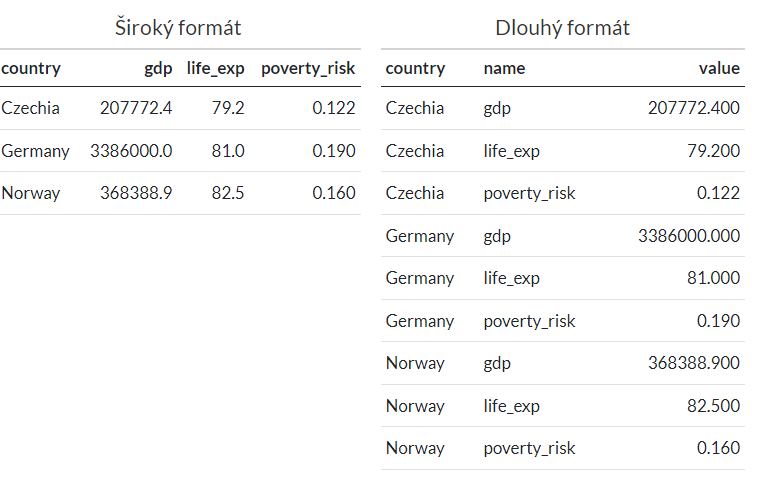 Široký formát
country gdp life_exp poverty_risk
Czechia 207772.4 79.2 0.122
Germany 3386000.0 81.0 0.190
Norway 368388.9 82.5 0.160
Dlouhý formát
country name value
Czechia gdp 207772.400
Czechia life_exp 79.200
Czechia poverty_risk 0.122
Germany gdp 3386000.000
Germany life_exp 81.000
Germany poverty_risk 0.190
Norway gdp 368388.900
Norway life_exp 82.500
Norway poverty_risk 0.160